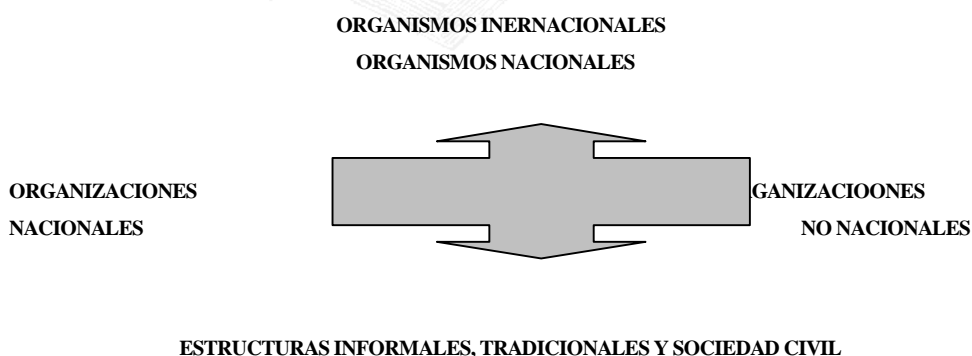 ORGANISMOS INERNACIONALES
ORGANISMOS NACIONALES
ORGANIZACIONES
NACIONALES
GANIZACIOONES
NO NACIONALES
ESTRUCTURAS INFORMALES, TRADICIONALES Y SOCIEDAD CIVIL